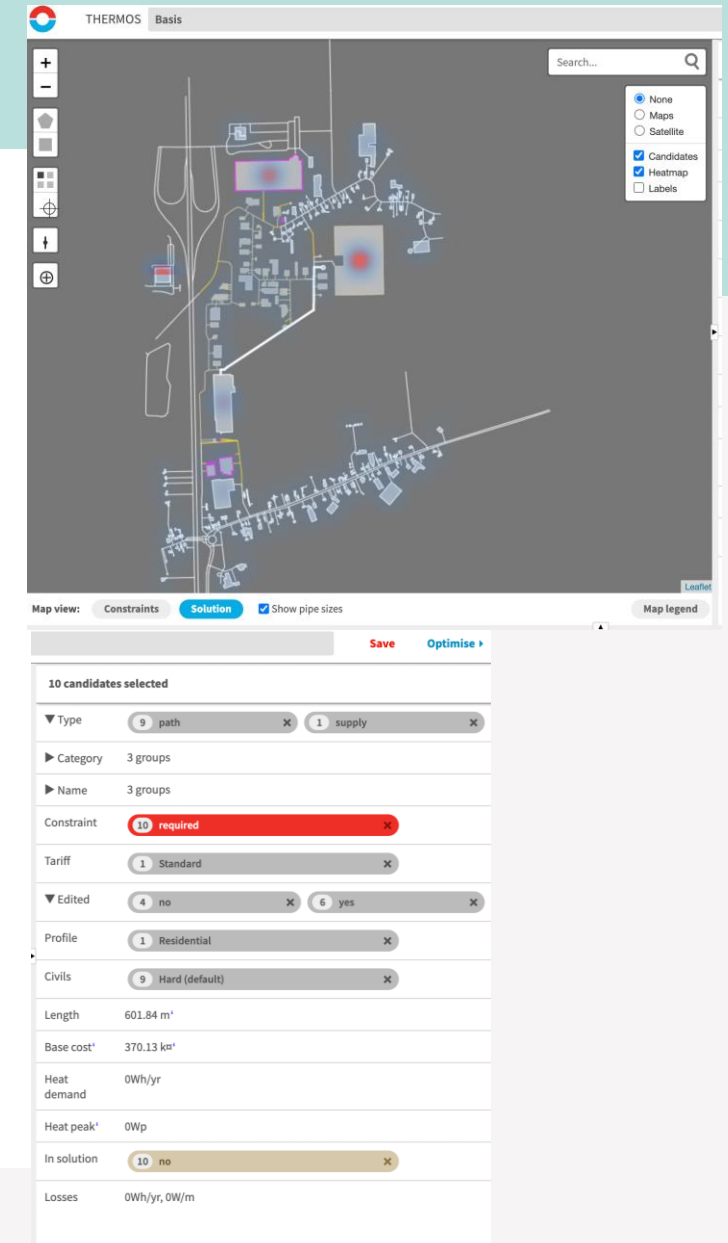 THERMOS Basis
+
Search...
−
None
Maps
Satellite
Candidates
Heatmap
Labels
Leaflet
Map view: Constraints Solution Show pipe sizes Map legend
Save Optimise
10 candidates selected
Type 9 path × 1 supply ×
Category 3 groups
Name 3 groups
Constraint 10 required ×
Tariff 1 Standard ×
Edited 4 no × 6 yes ×
Profile 1 Residential ×
Civils 9 Hard (default) ×
Length 601.84 m
Base cost 370.13 k¤
Heat demand 0Wh/yr
Heat peak 0Wp
In solution 10 no ×
Losses 0Wh/yr, 0W/m